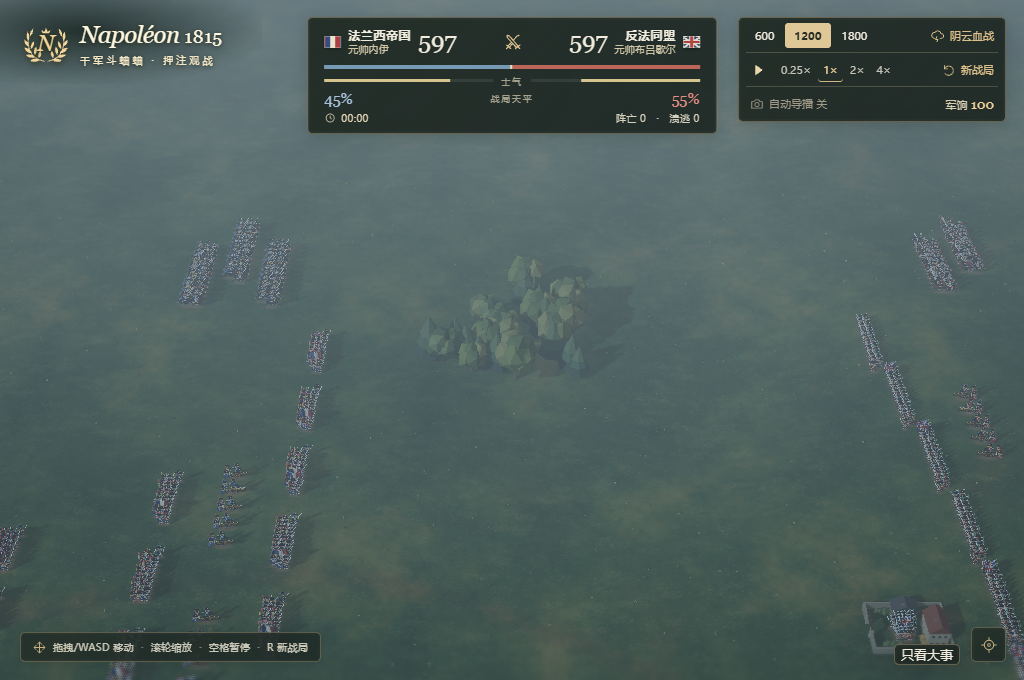 Napoléon 1815
千军斗蛐蛐 · 押注观战
法兰西帝国
元帅内伊
597
597
反法同盟
元帅布吕歇尔
士气
45%
战局天平
55%
00:00
阵亡 0 · 溃逃 0
600 1200 1800 阴云血战
0.25× 1× 2× 4× 新战局
自动导播 关 军饷 100
拖拽/WASD 移动 · 滚轮缩放 · 空格暂停 · R 新战局
只看大事